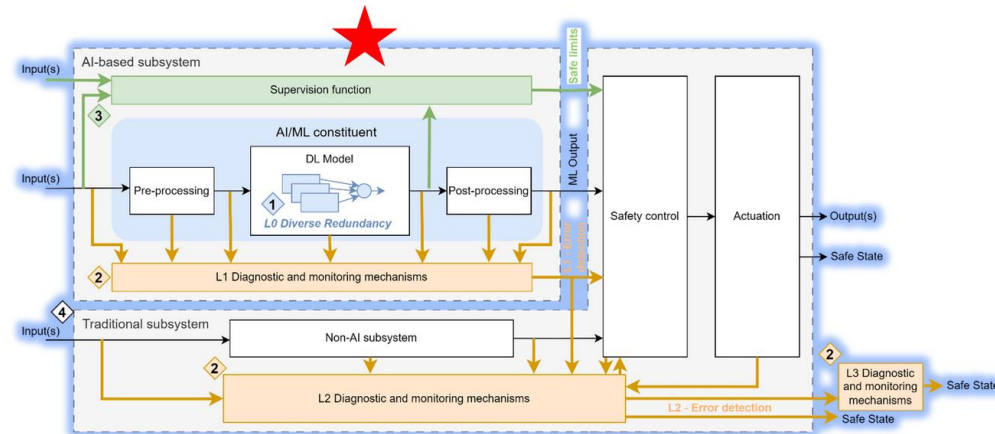 AI-based subsystem
Input(s)
Supervision function
Safe limits
3
AI/ML constituent
DL Model
Input(s)
Pre-processing
1
L0 Diverse Redundancy
Post-processing
ML Output
Safety control
Actuation
Output(s)
Safe State
2
L1 Diagnostic and monitoring mechanisms
L1 - Error
detection
4
Traditional subsystem
Input(s)
Non-AI subsystem
2
L2 Diagnostic and monitoring mechanisms
L2 - Error detection
Safe State
2
L3 Diagnostic
and monitoring
mechanisms
Safe State